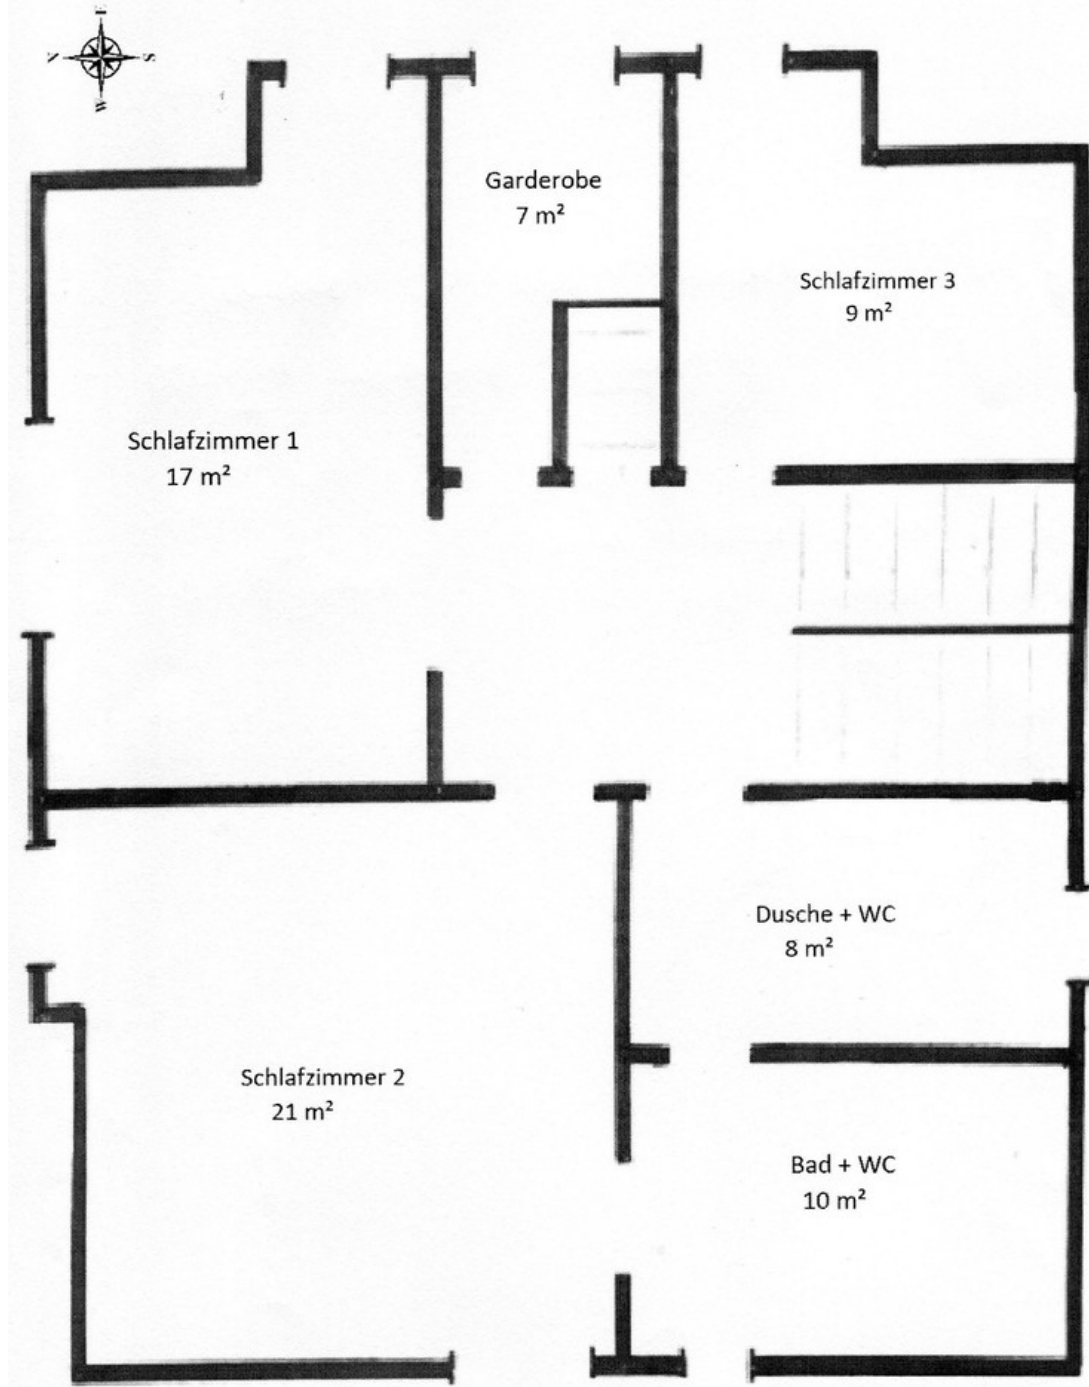 E
N
S
W
Garderobe
7 m²
Schlafzimmer 3
9 m²
Schlafzimmer 1
17 m²
Dusche + WC
8 m²
Schlafzimmer 2
21 m²
Bad + WC
10 m²